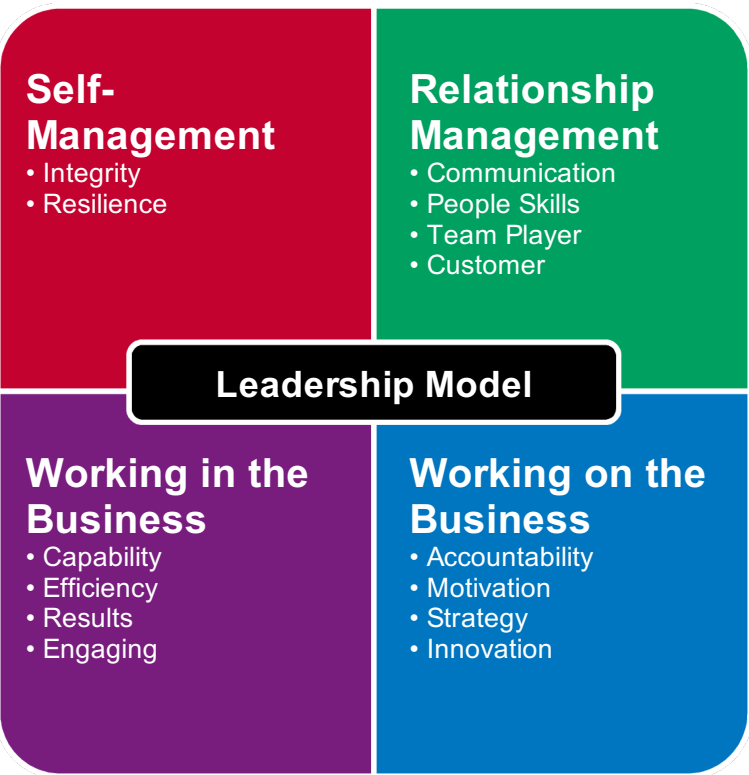 Self-
Management
• Integrity
• Resilience
Relationship
Management
• Communication
• People Skills
• Team Player
• Customer
Leadership Model
Working in the
Business
• Capability
• Efficiency
• Results
• Engaging
Working on the
Business
• Accountability
• Motivation
• Strategy
• Innovation